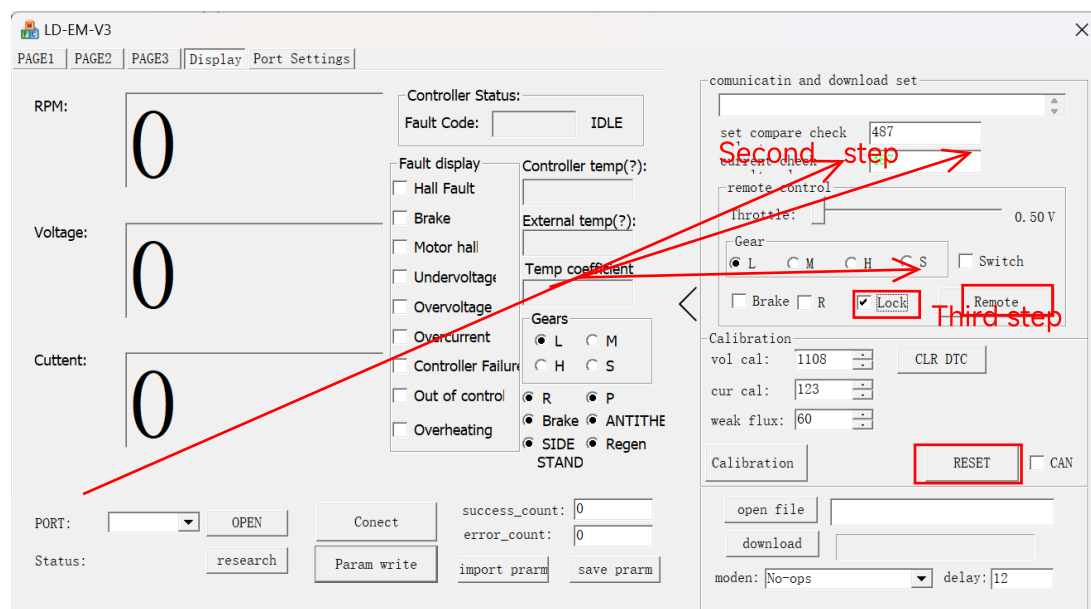 LD-EM-V3
PAGE1 PAGE2 PAGE3 Display Port Settings
RPM:
0
Voltage:
0
Cuttent:
0
Controller Status:
Fault Code: IDLE
Fault display
Hall Fault
Brake
Motor hall
Undervoltage
Overvoltage
Overcurrent
Controller Failure
Out of control
Overheating
Controller temp(?):
External temp(?):
Temp coefficient
Gears
L M
H S
R P
Brake ANTITHE
SIDE STAND Regen
comunicatin and download set
set compare check 487
current check
Second step
remote control
Throttle: 0.50 V
Gear
L M H S Switch
Brake R Lock Remote
Third step
Calibration
vol cal: 1108 CLR DTC
cur cal: 123
weak flux: 60
Calibration RESET CAN
PORT: OPEN Conect
Status: research Param write
success_count: 0
error_count: 0
import prarm save prarm
open file
download
moden: No-ops delay: 12